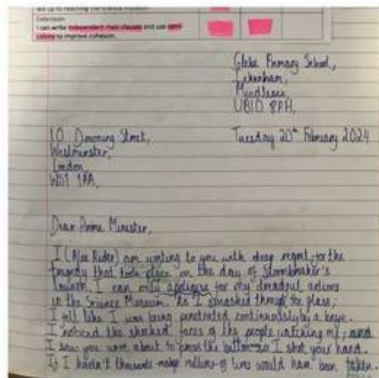 Extension
I can write independent main clauses and use semi
colons to improve cohesion.
Glebe Primary School,
Ickenham,
Middlesex,
UB10 8PH,
10 Downing Street,
Westminster,
London,
1AA,
Tuesday 20th February 2024
Dear Prime Minister,
I (Alex Rider) am writing to you with deep regret, for the
tragedy that took place on the day of Stormbreaker's
launch. I can only apologise for my dreadful actions
in the Science Museum. As I smashed through the glass;
I felt like I was being penetrated continuously by a
I noticed the shocked faces of the people watching me; and
I saw you were about to press the button so I shot your hand.
If I hadn't thousands maybe millions of lives would have been taken.